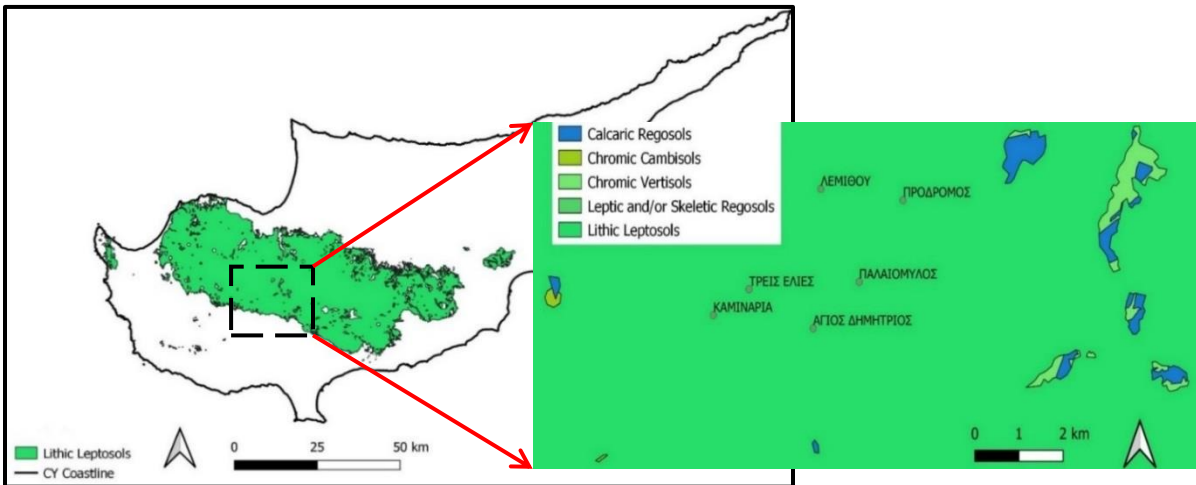 Calcaric Regosols
Chromic Cambisols
Chromic Vertisols
Leptic and/or Skeletic Regosols
Lithic Leptosols
ΛΕΜΙΘΟΥ
ΠΡΟΔΡΟΜΟΣ
ΤΡΕΙΣ ΕΛΙΕΣ
ΠΑΛΑΙΟΜΥΛΟΣ
ΚΑΜΙΝΑΡΙΑ
ΑΓΙΟΣ ΔΗΜΗΤΡΙΟΣ
0 1 2 km
0 25 50 km
Lithic Leptosols
CY Coastline